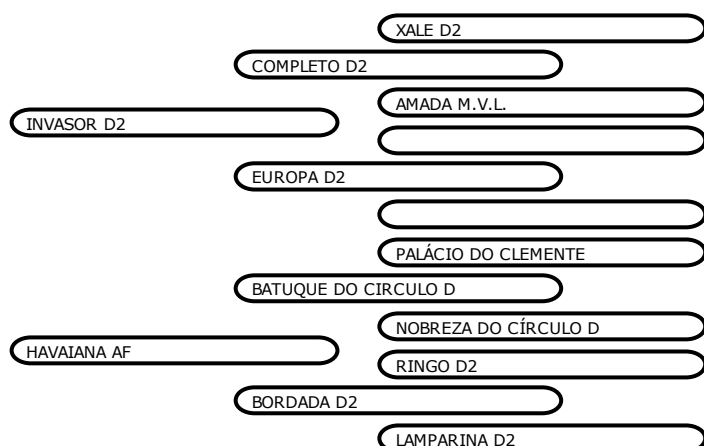 XALE D2
COMPLETO D2
AMADA M.V.L.
INVASOR D2
EUROPA D2
PALÁCIO DO CLEMENTE
BATUQUE DO CIRCULO D
NOBREZA DO CÍRCULO D
HAVAIANA AF
RINGO D2
BORDADA D2
LAMPARINA D2